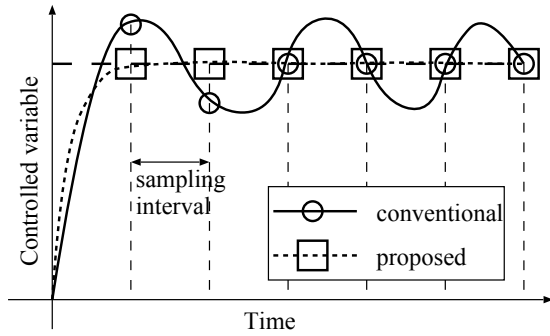 Controlled variable
sampling
interval
conventional
proposed
Time